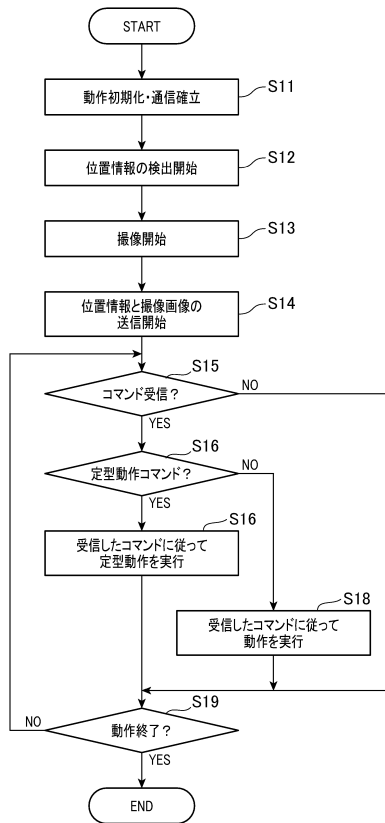 START
S11
動作初期化・通信確立
S12
位置情報の検出開始
S13
撮像開始
S14
位置情報と撮像画像の
送信開始
S15
コマンド受信？
NO
YES
S16
定型動作コマンド？
NO
YES
S16
受信したコマンドに従って
定型動作を実行
S18
受信したコマンドに従って
動作を実行
S19
動作終了？
NO
YES
END